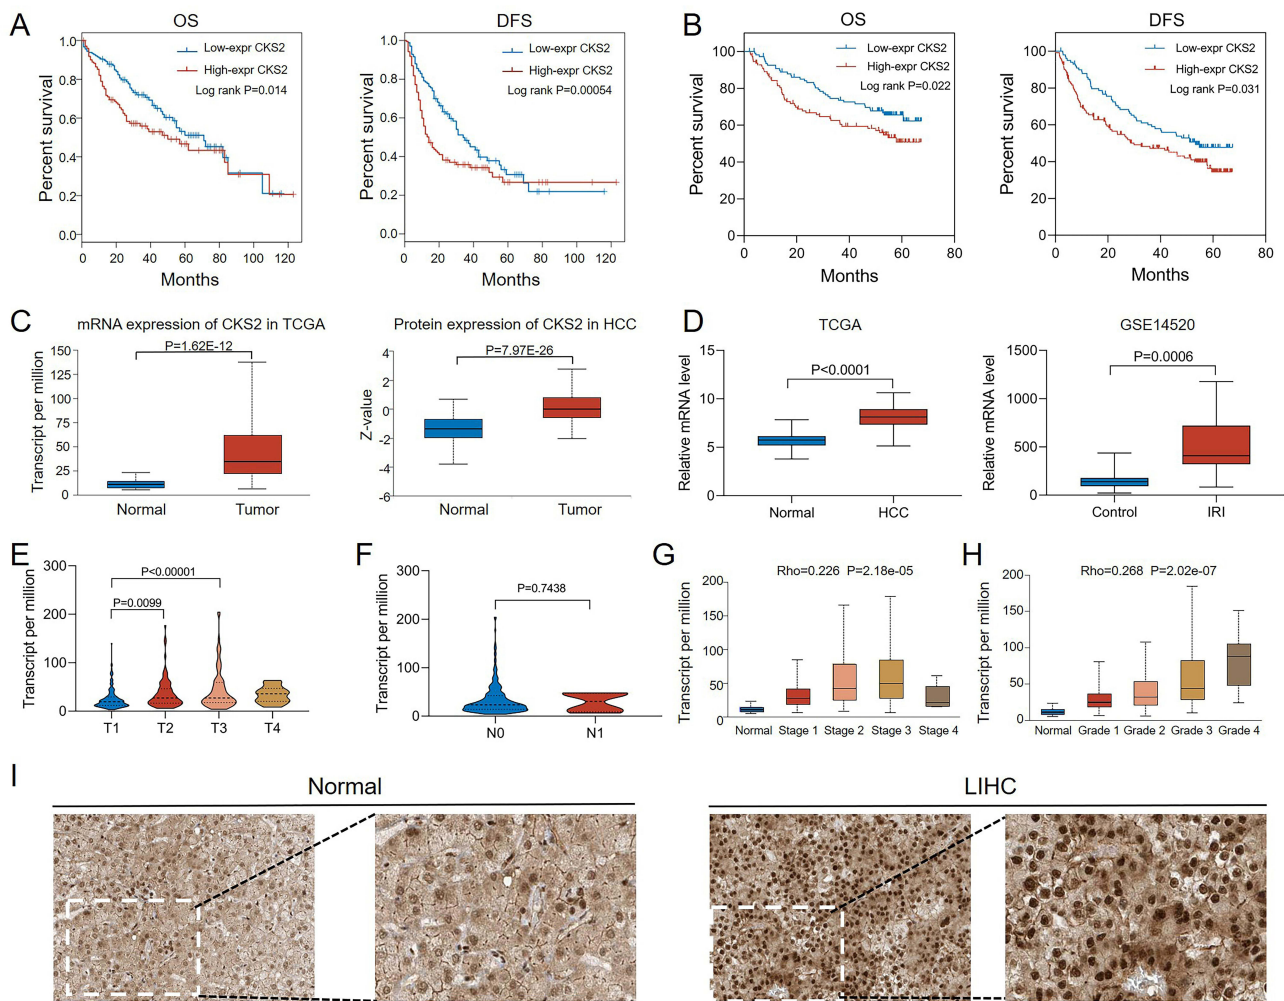 A
OS
Percent survival
1.0
0.8
0.6
0.4
0.2
0.0
Low-expr CKS2
High-expr CKS2
Log rank P=0.014
0 20 40 60 80 100 120
Months
DFS
Percent survival
1.0
0.8
0.6
0.4
0.2
0.0
Low-expr CKS2
High-expr CKS2
Log rank P=0.00054
0 20 40 60 80 100 120
Months
B
OS
Percent survival
100
80
60
40
20
0
Low-expr CKS2
High-expr CKS2
Log rank P=0.022
0 20 40 60 80
Months
DFS
Percent survival
100
80
60
40
20
0
Low-expr CKS2
High-expr CKS2
Log rank P=0.031
0 20 40 60 80
Months
C
mRNA expression of CKS2 in TCGA
Transcript per million
150
125
100
75
50
25
0
P=1.62E-12
Normal Tumor
Protein expression of CKS2 in HCC
Z-value
4
2
0
-2
-4
-6
P=7.97E-26
Normal Tumor
D
TCGA
Relative mRNA level
15
10
5
0
P<0.0001
Normal HCC
GSE14520
Relative mRNA level
1500
1000
500
0
P=0.0006
Control IRI
E
Transcript per million
300
200
100
0
P<0.00001
P=0.0099
T1 T2 T3 T4
F
Transcript per million
300
200
100
0
P=0.7438
N0 N1
G
Rho=0.226 P=2.18e-05
Transcript per million
200
150
100
50
0
Normal Stage 1 Stage 2 Stage 3 Stage 4
H
Rho=0.268 P=2.02e-07
Transcript per million
200
150
100
50
0
Normal Grade 1 Grade 2 Grade 3 Grade 4
I
Normal
LIHC